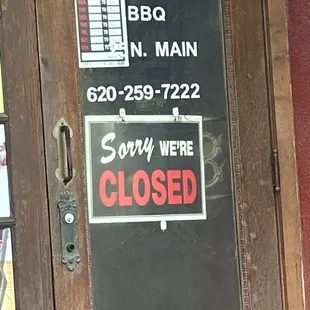 BBQ
N. MAIN
620-259-7222
Sorry WE'RE
CLOSED